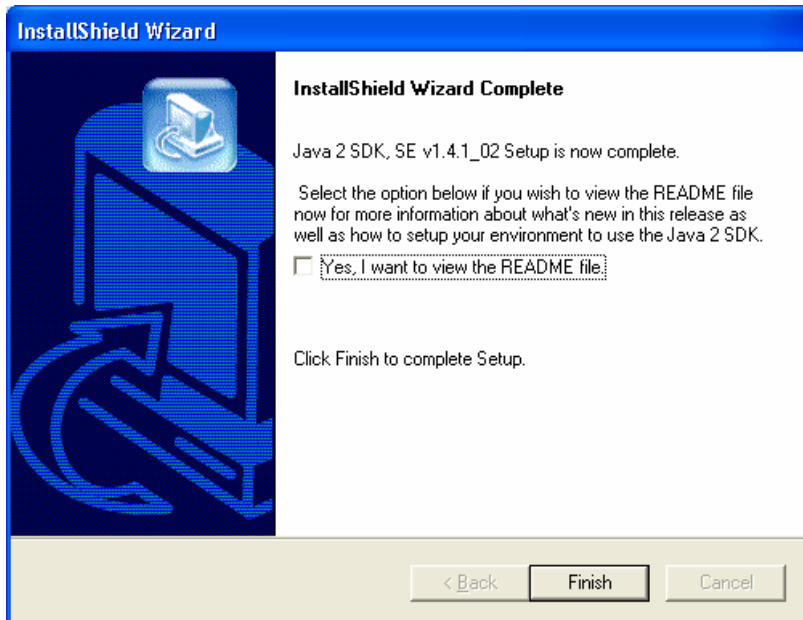 InstallShield Wizard
InstallShield Wizard Complete
Java 2 SDK, SE v1.4.1_02 Setup is now complete.
Select the option below if you wish to view the README file
now for more information about what's new in this release as
well as how to setup your environment to use the Java 2 SDK.
Yes, I want to view the README file.
Click Finish to complete Setup.
< Back
Finish
Cancel